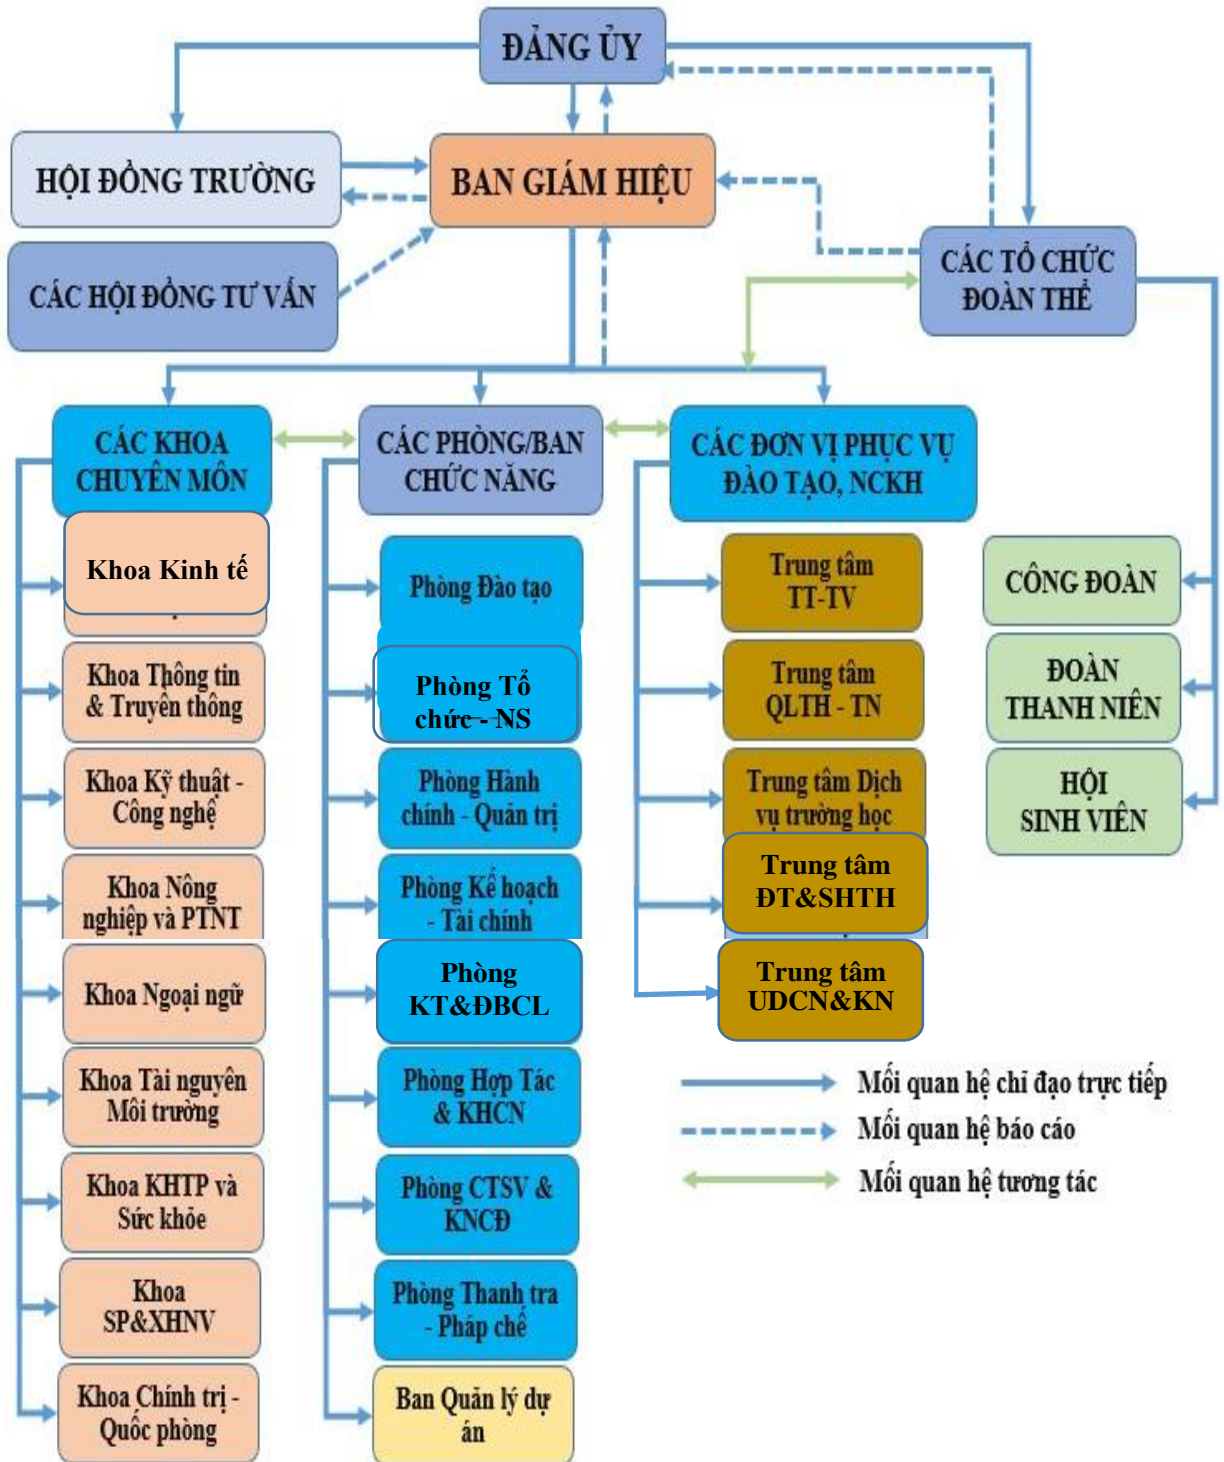 ĐẢNG ỦY
HỘI ĐỒNG TRƯỜNG
BAN GIÁM HIỆU
CÁC HỘI ĐỒNG TƯ VẤN
CÁC TỔ CHỨC
ĐOÀN THỂ
CÁC KHOA
CHUYÊN MÔN
CÁC PHÒNG/BAN
CHỨC NĂNG
CÁC ĐƠN VỊ PHỤC VỤ
ĐÀO TẠO, NCKH
Khoa Kinh tế
Khoa Thông tin
& Truyền thông
Khoa Kỹ thuật -
Công nghệ
Khoa Nông
nghiệp và PTNT
Khoa Ngoại ngữ
Khoa Tài nguyên
Môi trường
Khoa KHTP và
Sức khỏe
Khoa
SP&XHNV
Khoa Chính trị -
Quốc phòng
Phòng Đào tạo
Phòng Tổ
chức - NS
Phòng Hành
chính - Quản trị
Phòng Kế hoạch
- Tài chính
Phòng
KT&ĐBCL
Phòng Hợp Tác
& KHCN
Phòng CTSV &
KNCĐ
Phòng Thanh tra
- Pháp chế
Ban Quản lý dự
án
Trung tâm
TT-TV
Trung tâm
QLTH - TN
Trung tâm Dịch
vụ trường học
Trung tâm
ĐT&SHTH
Trung tâm
UDCN&KN
CÔNG ĐOÀN
ĐOÀN
THANH NIÊN
HỘI
SINH VIÊN
Mối quan hệ chỉ đạo trực tiếp
Mối quan hệ báo cáo
Mối quan hệ tương tác